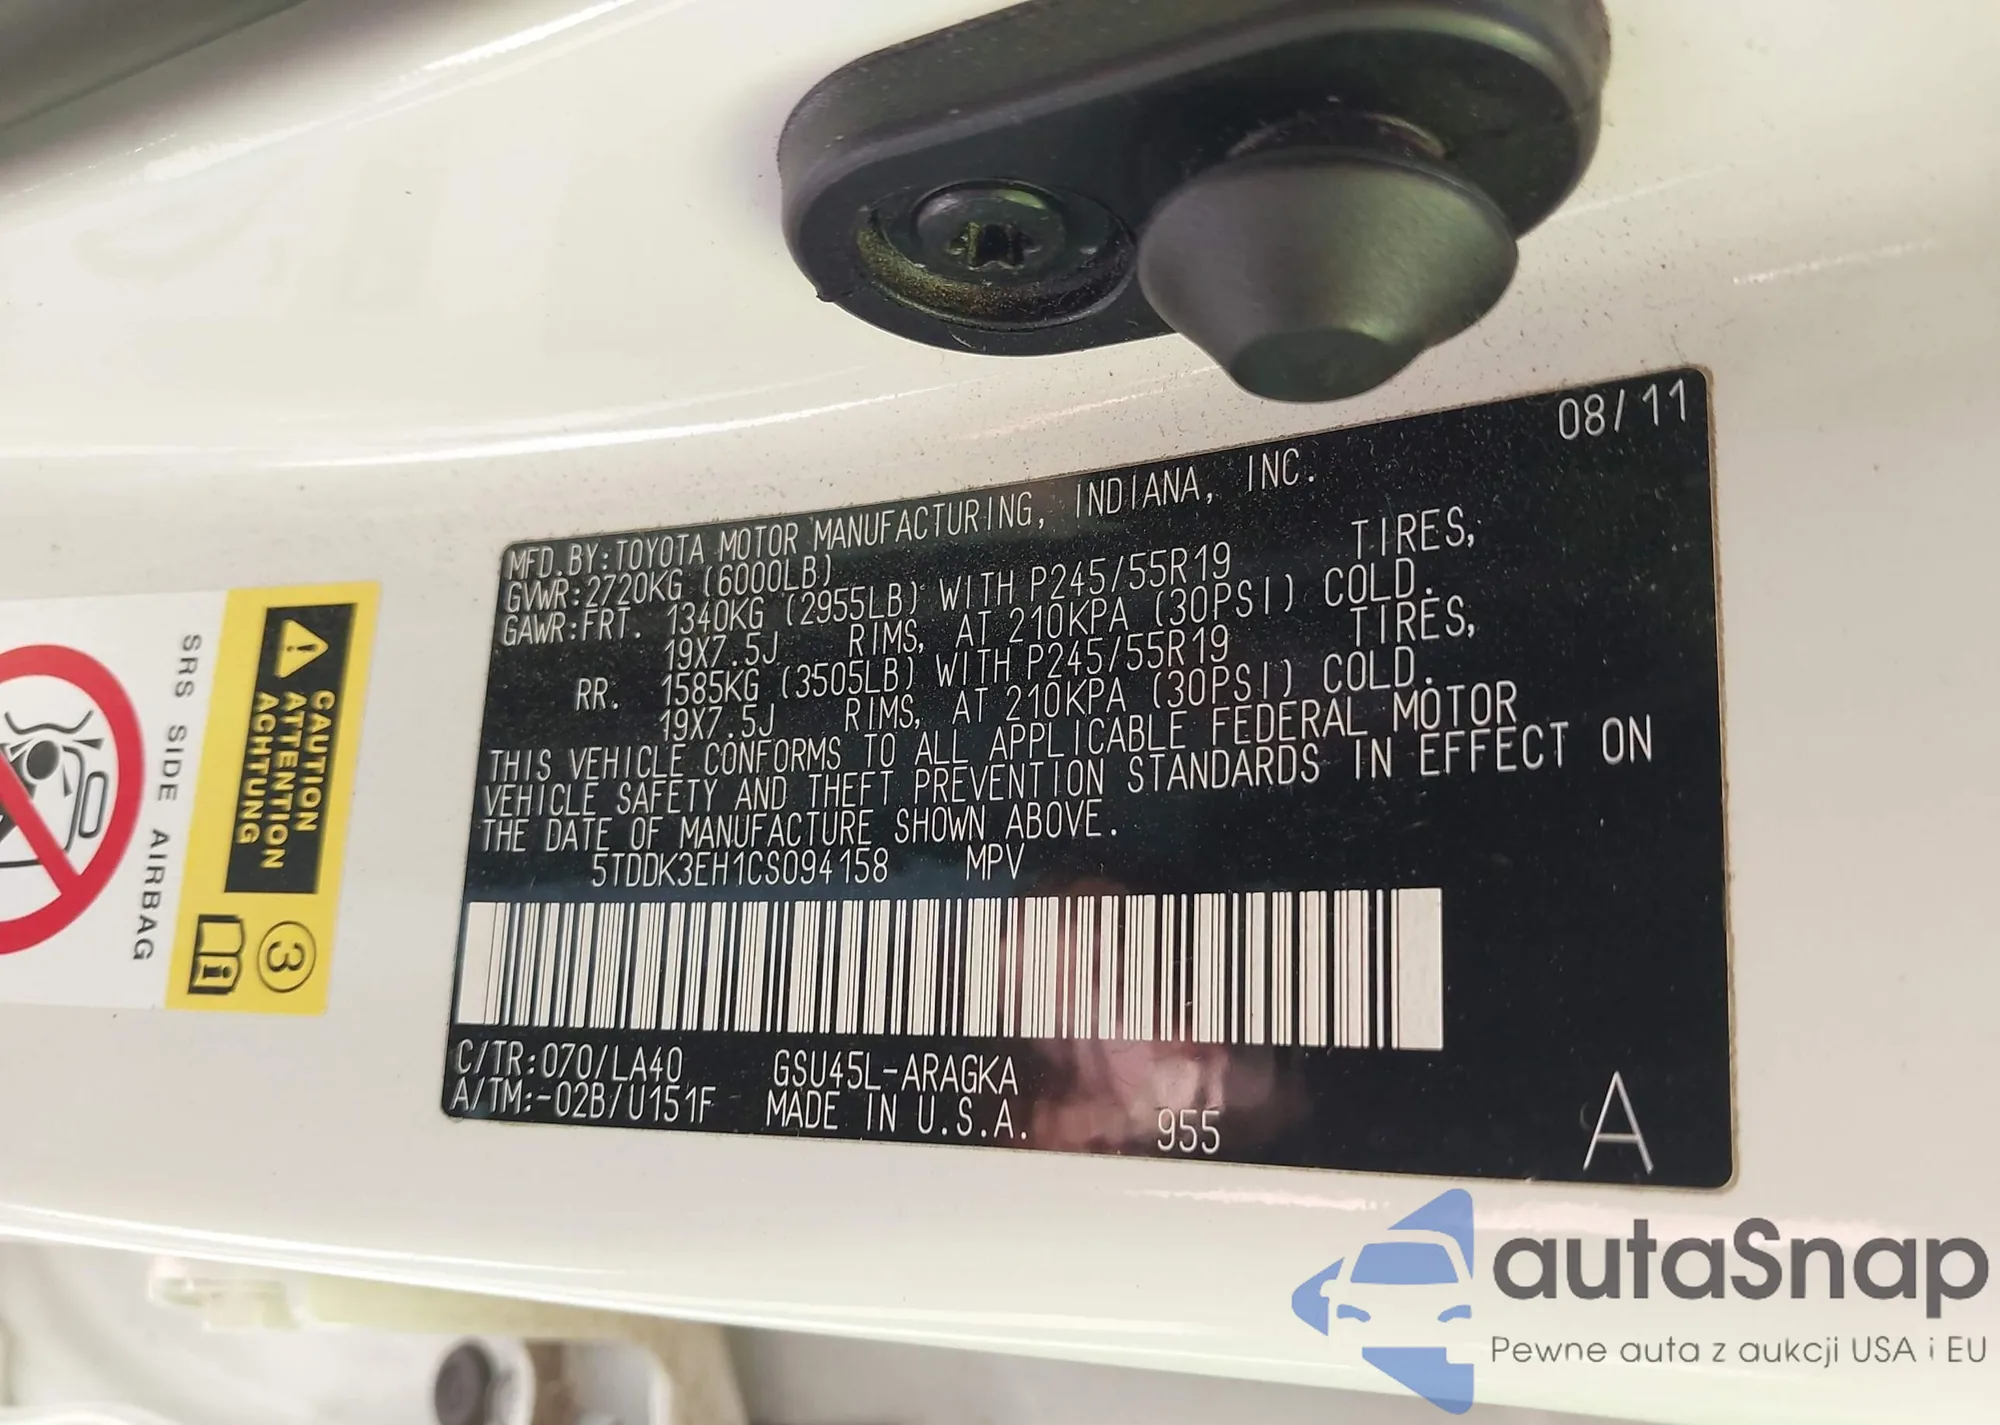 08/11
MFD.BY:TOYOTA MOTOR MANUFACTURING, INDIANA, INC.
GVWR:2720KG (6000LB)
GAWR:FRT. 1340KG (2955LB) WITH P245/55R19 TIRES,
19X7.5J RIMS, AT 210KPA (30PSI) COLD.
RR. 1585KG (3505LB) WITH P245/55R19 TIRES,
19X7.5J RIMS, AT 210KPA (30PSI) COLD.
THIS VEHICLE CONFORMS TO ALL APPLICABLE FEDERAL MOTOR
VEHICLE SAFETY AND THEFT PREVENTION STANDARDS IN EFFECT ON
THE DATE OF MANUFACTURE SHOWN ABOVE.
5TDDK3EH1CS094158 MPV
C/TR:070/LA40 GSU45L-ARAGKA
A/TM:-02B/U151F MADE IN U.S.A. 955
A
CAUTION
ATTENTION
ACHTUNG
3
SRS SIDE AIRBAG
autaSnap
Pewne auta z aukcji USA i EU